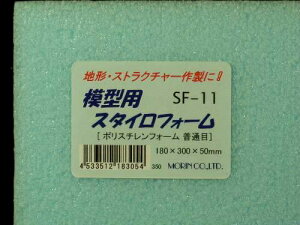 地形・ストラクチャー作製に!
模型用 SF-11
スタイロフォーム
[ポリスチレンフォーム 普通目]
180×300×50mm
4533512183054 350 MORIN CO.,LTD.